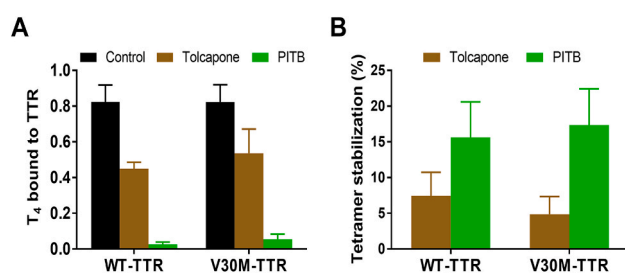 A
Control Tolcapone PITB
T4 bound to TTR
1.0
0.8
0.6
0.4
0.2
0.0
WT-TTR V30M-TTR
B
Tolcapone PITB
Tetramer stabilization (%)
25
20
15
10
5
0
WT-TTR V30M-TTR